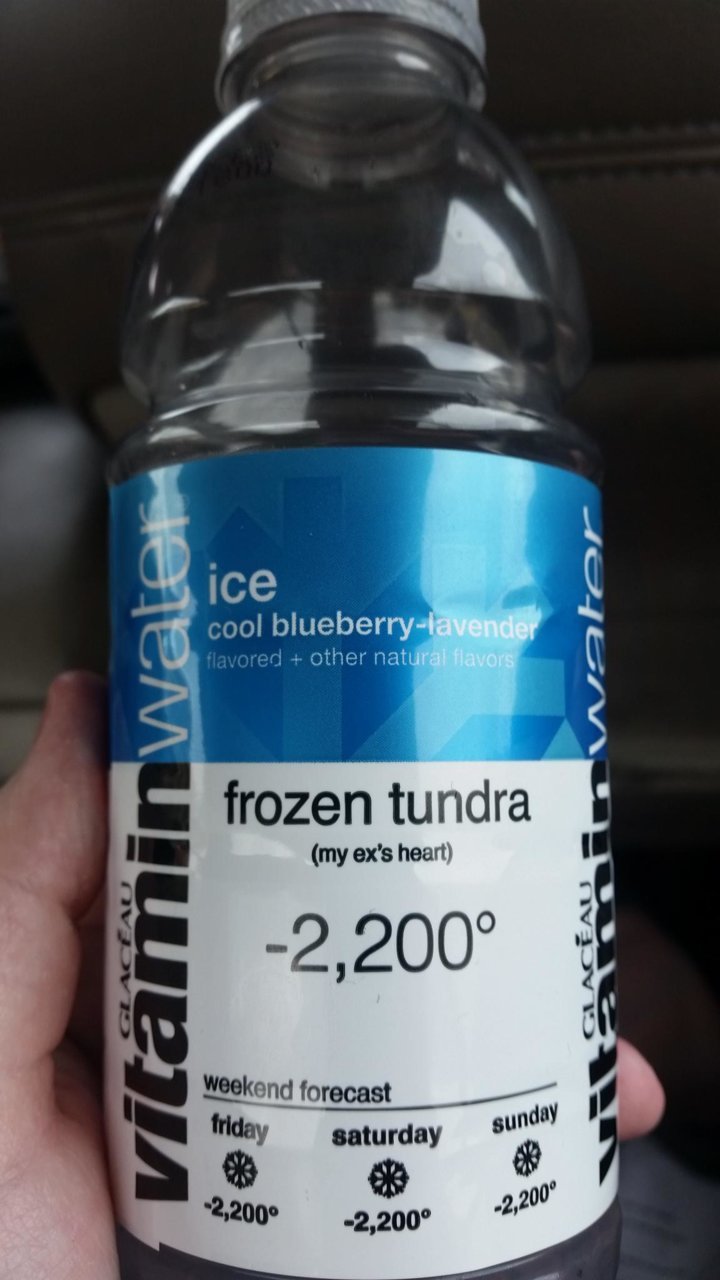 ice
cool blueberry-lavender
flavored + other natural flavors
frozen tundra
(my ex's heart)
-2,200°
weekend forecast
friday saturday sunday
-2,200° -2,200° -2,200°
GLACÉAU
vitaminwater
GLACÉAU
vitaminwater